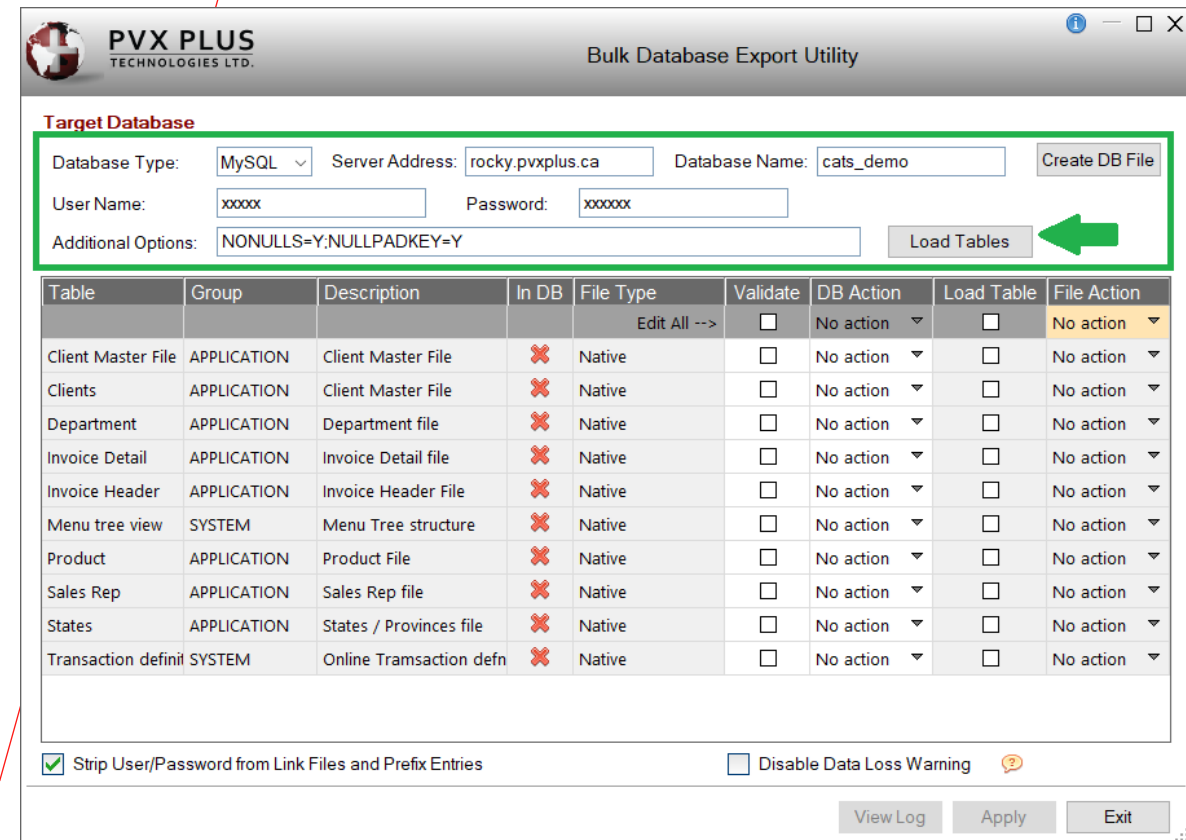 PVX PLUS
TECHNOLOGIES LTD.
Bulk Database Export Utility
Target Database
Database Type: MySQL Server Address: rocky.pvxplus.ca Database Name: cats_demo Create DB File
User Name: xxxxx Password: xxxxxx
Additional Options: NONULLS=Y;NULLPADKEY=Y Load Tables
Table Group Description In DB File Type Validate DB Action Load Table File Action
Edit All --> No action No action
Client Master File APPLICATION Client Master File Native No action No action
Clients APPLICATION Client Master File Native No action No action
Department APPLICATION Department file Native No action No action
Invoice Detail APPLICATION Invoice Detail file Native No action No action
Invoice Header APPLICATION Invoice Header File Native No action No action
Menu tree view SYSTEM Menu Tree structure Native No action No action
Product APPLICATION Product File Native No action No action
Sales Rep APPLICATION Sales Rep file Native No action No action
States APPLICATION States / Provinces file Native No action No action
Transaction definit SYSTEM Online Tramsaction defn Native No action No action
Strip User/Password from Link Files and Prefix Entries Disable Data Loss Warning ?
View Log Apply Exit